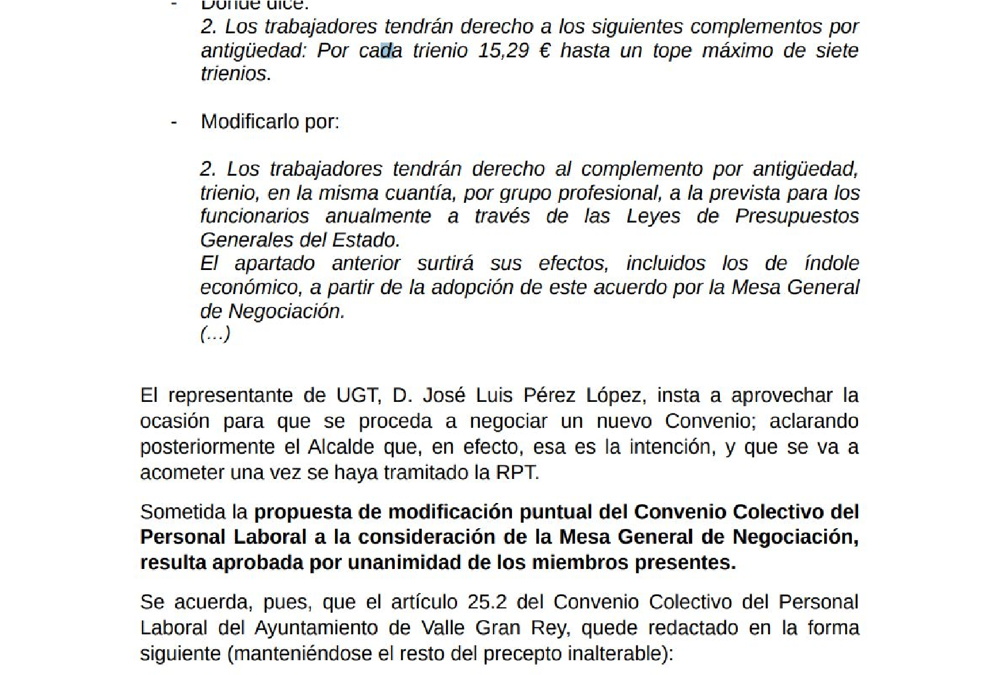 - Donde dice:
2. Los trabajadores tendrán derecho a los siguientes complementos por
antigüedad: Por cada trienio 15,29 € hasta un tope máximo de siete
trienios.
- Modificarlo por:
2. Los trabajadores tendrán derecho al complemento por antigüedad,
trienio, en la misma cuantía, por grupo profesional, a la prevista para los
funcionarios anualmente a través de las Leyes de Presupuestos
Generales del Estado.
El apartado anterior surtirá sus efectos, incluidos los de índole
económico, a partir de la adopción de este acuerdo por la Mesa General
de Negociación.
(…)
El representante de UGT, D. José Luis Pérez López, insta a aprovechar la
ocasión para que se proceda a negociar un nuevo Convenio; aclarando
posteriormente el Alcalde que, en efecto, esa es la intención, y que se va a
acometer una vez se haya tramitado la RPT.
Sometida la propuesta de modificación puntual del Convenio Colectivo del
Personal Laboral a la consideración de la Mesa General de Negociación,
resulta aprobada por unanimidad de los miembros presentes.
Se acuerda, pues, que el artículo 25.2 del Convenio Colectivo del Personal
Laboral del Ayuntamiento de Valle Gran Rey, quede redactado en la forma
siguiente (manteniéndose el resto del precepto inalterable):